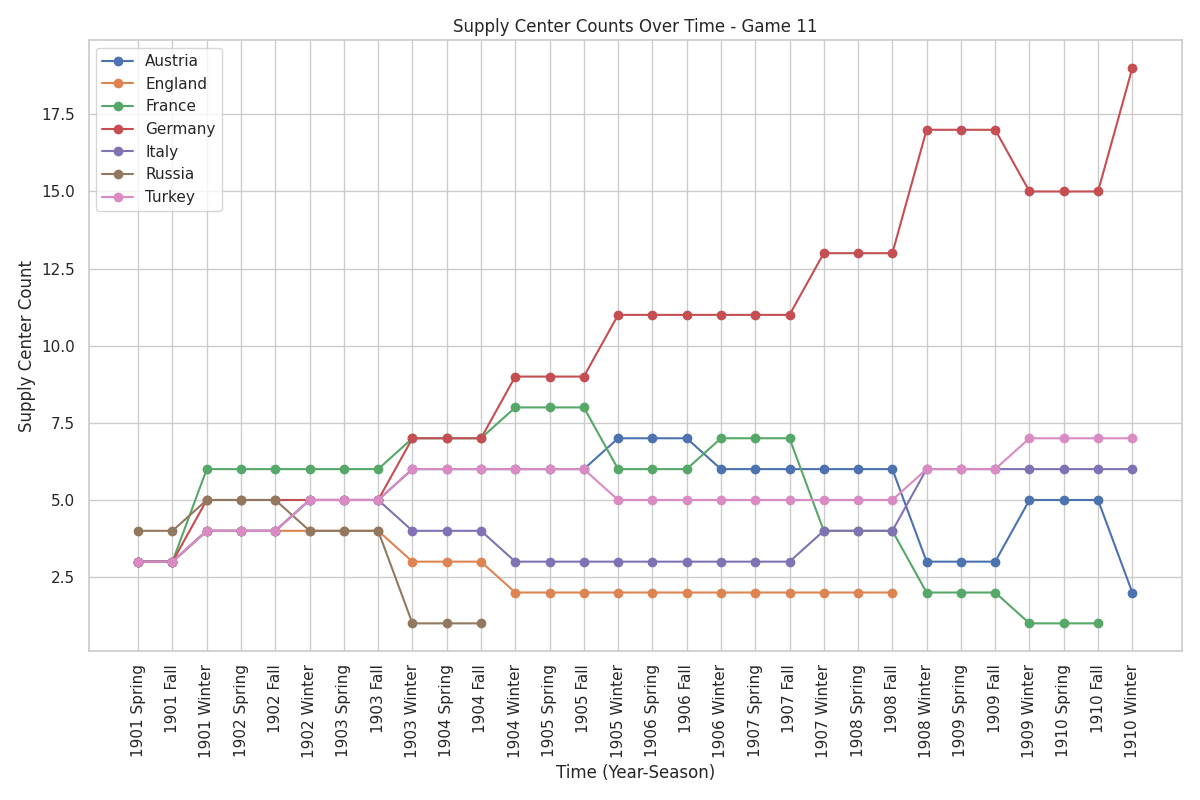 Supply Center Counts Over Time - Game 11
Austria
England
France
Germany
Italy
Russia
Turkey
Supply Center Count
17.5
15.0
12.5
10.0
7.5
5.0
2.5
1901 Spring
1901 Fall
1901 Winter
1902 Spring
1902 Fall
1902 Winter
1903 Spring
1903 Fall
1903 Winter
1904 Spring
1904 Fall
1904 Winter
1905 Spring
1905 Fall
1905 Winter
1906 Spring
1906 Fall
1906 Winter
1907 Spring
1907 Fall
1907 Winter
1908 Spring
1908 Fall
1908 Winter
1909 Spring
1909 Fall
1909 Winter
1910 Spring
1910 Fall
1910 Winter
Time (Year-Season)